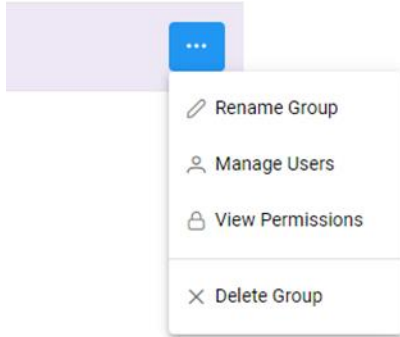 Rename Group
Manage Users
View Permissions
Delete Group